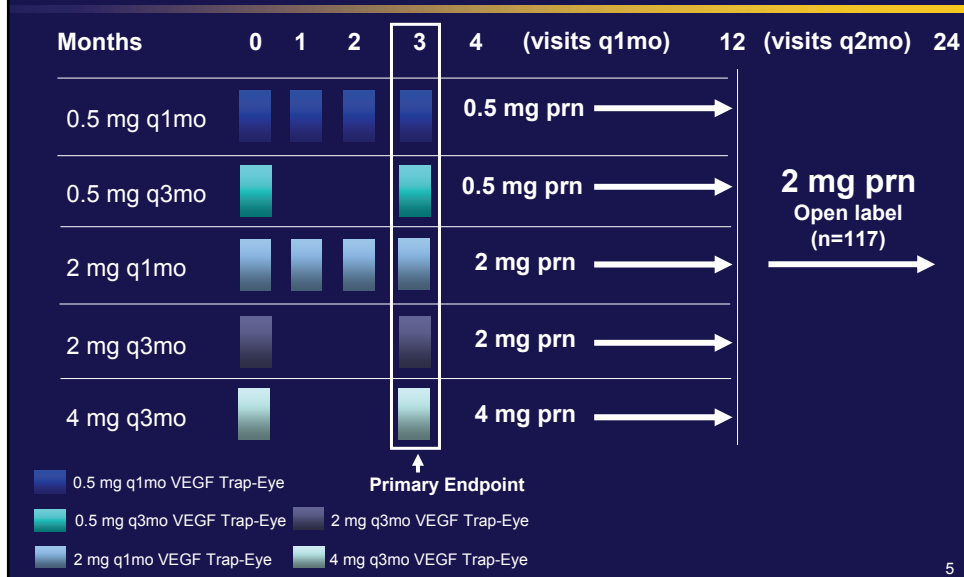 Months 0 1 2 3 4 (visits q1mo) 12 (visits q2mo) 24
0.5 mg q1mo 0.5 mg prn
0.5 mg q3mo 0.5 mg prn
2 mg q1mo 2 mg prn
2 mg q3mo 2 mg prn
4 mg q3mo 4 mg prn
2 mg prn
Open label
(n=117)
Primary Endpoint
0.5 mg q1mo VEGF Trap-Eye
0.5 mg q3mo VEGF Trap-Eye 2 mg q3mo VEGF Trap-Eye
2 mg q1mo VEGF Trap-Eye 4 mg q3mo VEGF Trap-Eye
5